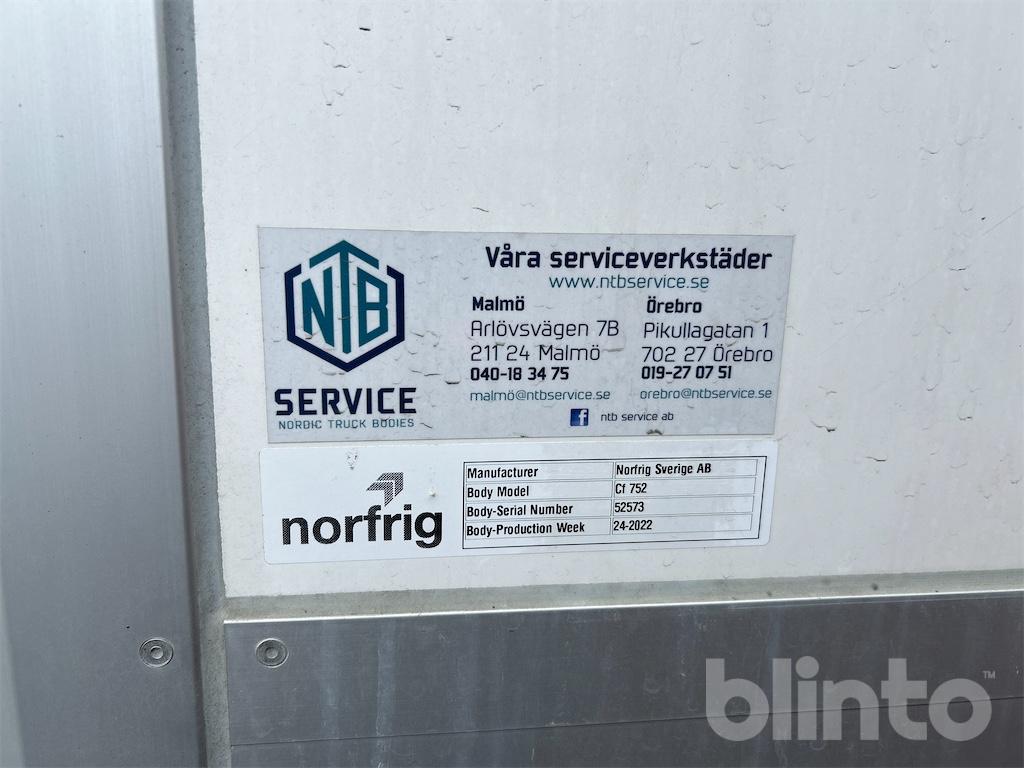 NTB
SERVICE
NORDIC TRUCK BODIES
Våra serviceverkstäder
www.ntbservice.se
Malmö
Arlövsvägen 7B
211 24 Malmö
040-18 34 75
malmö@ntbservice.se
Örebro
Pikullagatan 1
702 27 Örebro
019-27 07 51
orebro@ntbservice.se
f ntb service ab
norfrig
Manufacturer Norfrig Sverige AB
Body Model Cf 752
Body-Serial Number 52573
Body-Production Week 24-2022
blinto™